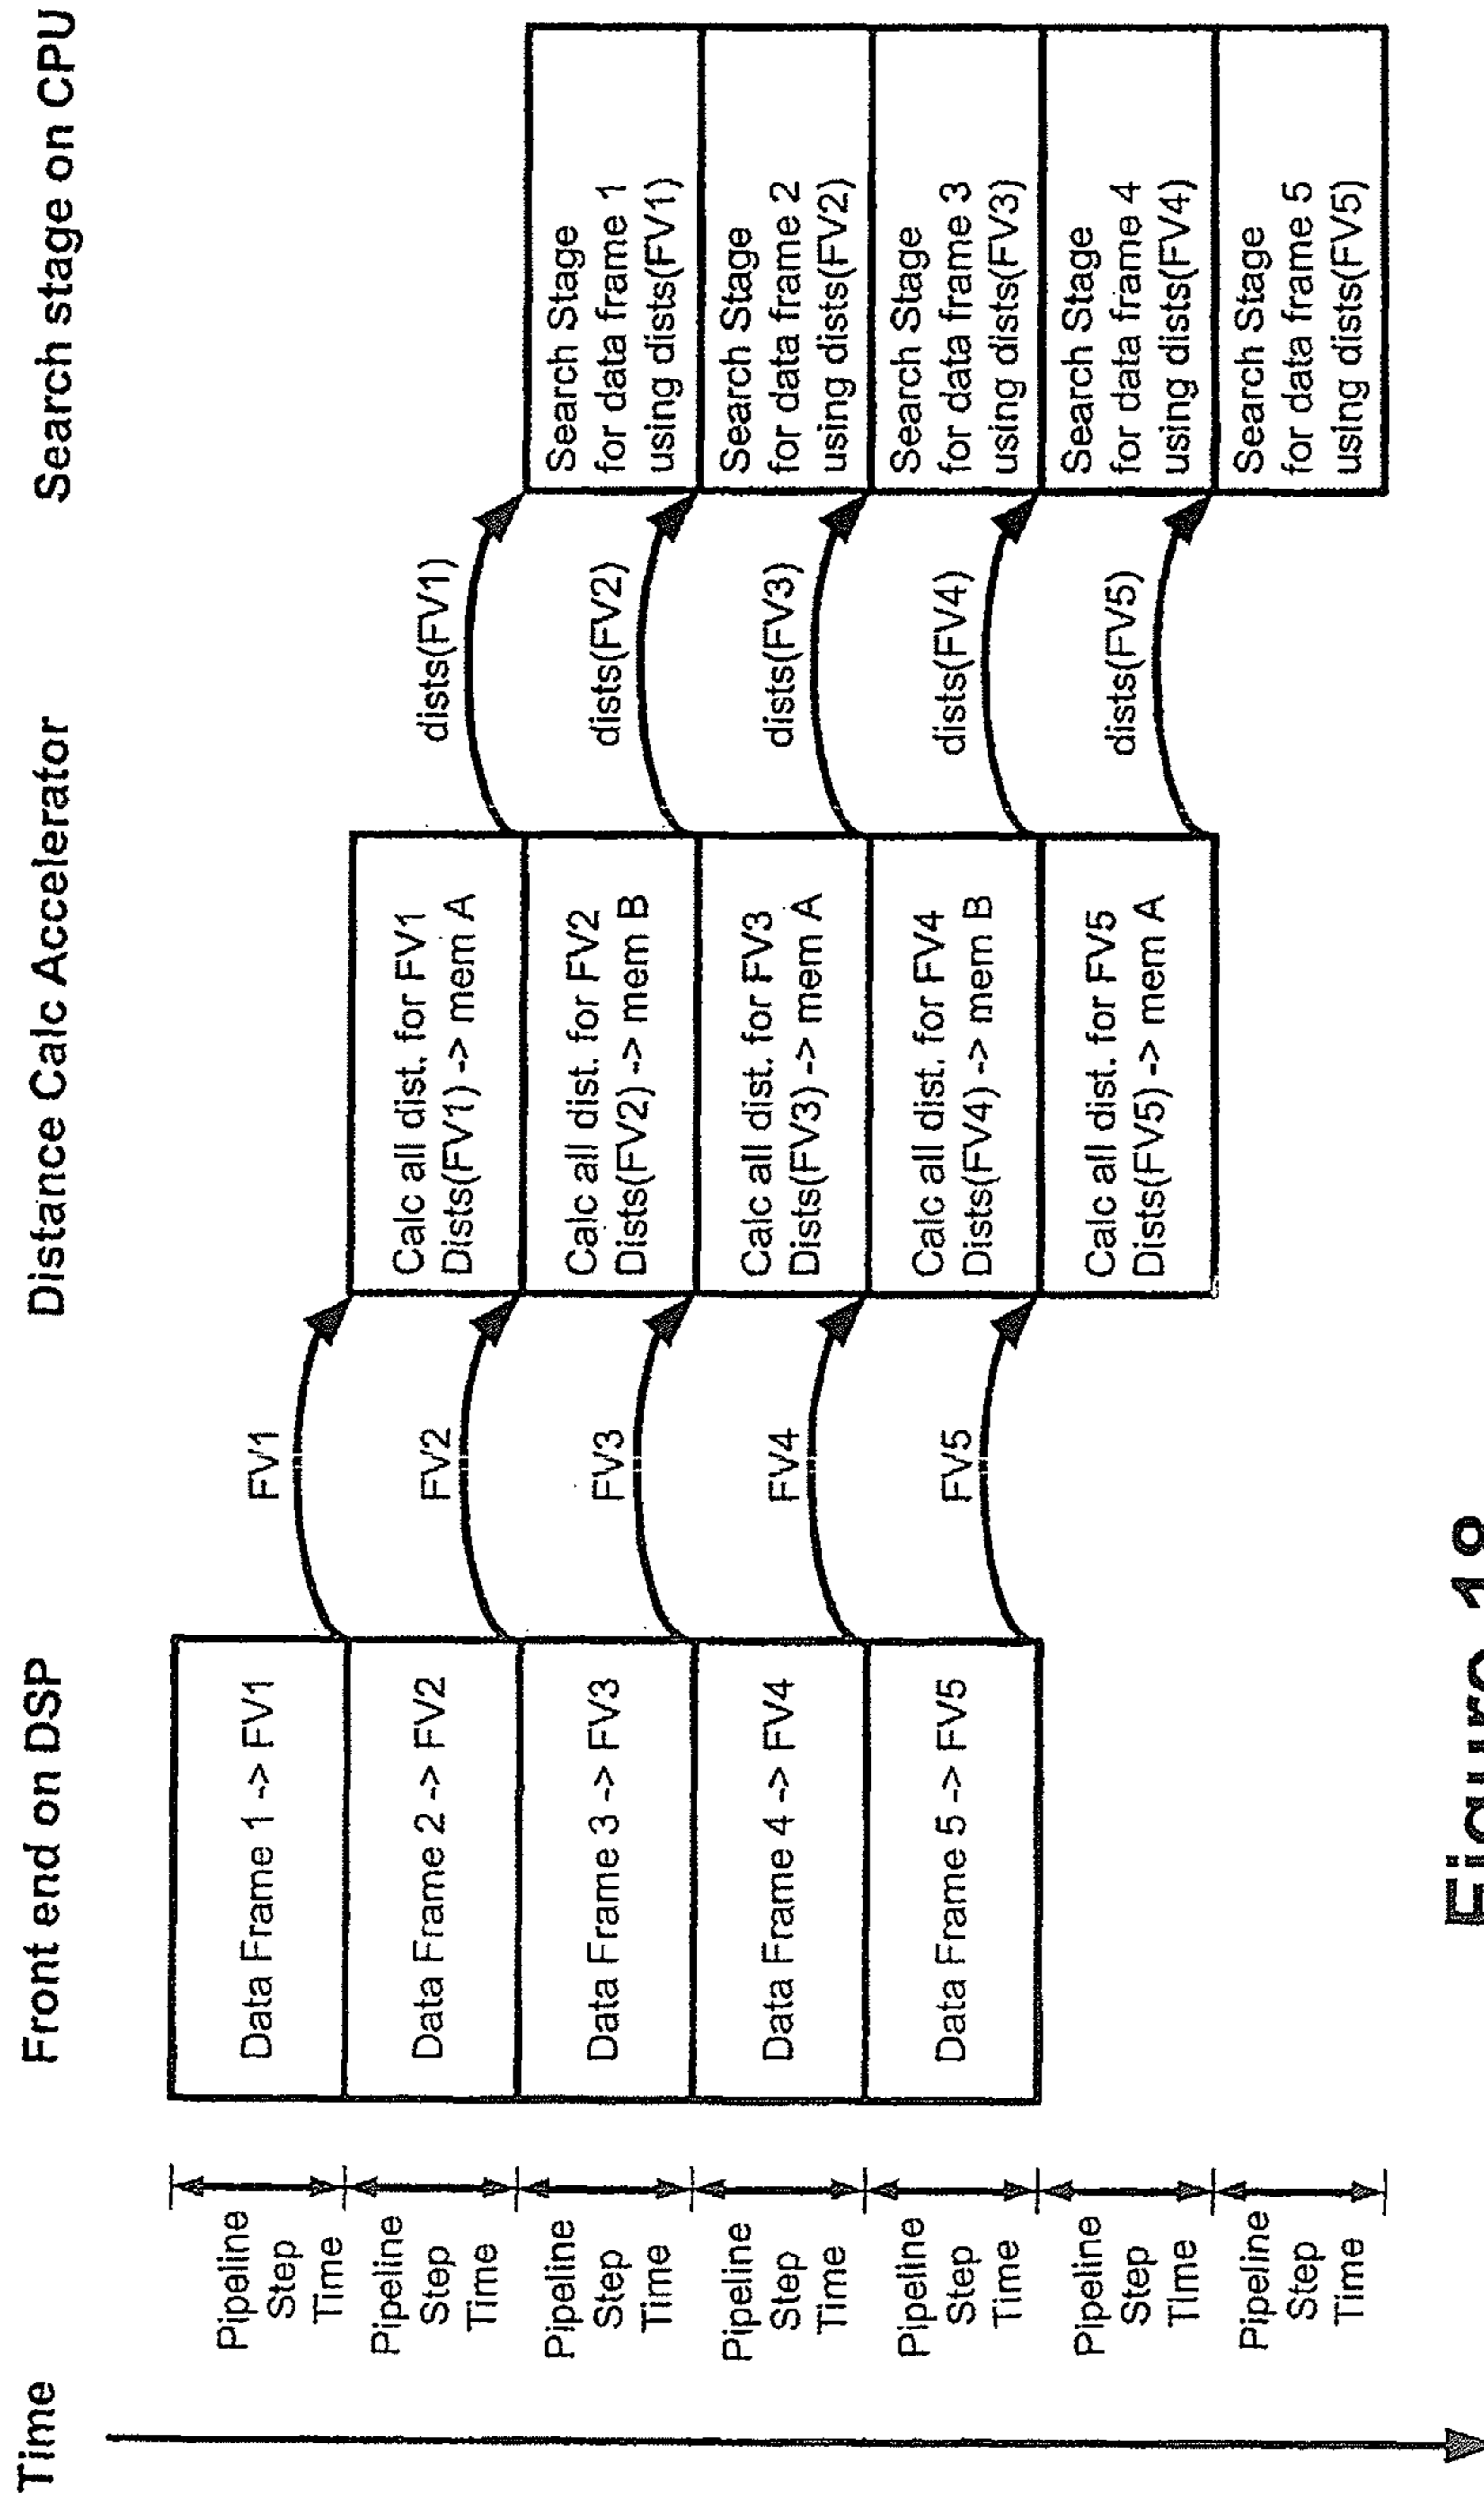 Time
Front end on DSP
Distance Calc Accelerator
Search stage on CPU
Pipeline
Step
Time
Pipeline
Step
Time
Pipeline
Step
Time
Pipeline
Step
Time
Pipeline
Step
Time
Pipeline
Step
Time
Pipeline
Step
Time
Data Frame 1 -> FV1
Data Frame 2 -> FV2
Data Frame 3 -> FV3
Data Frame 4 -> FV4
Data Frame 5 -> FV5
FV1
FV2
FV3
FV4
FV5
Calc all dist. for FV1
Dists(FV1) -> mem A
Calc all dist. for FV2
Dists(FV2) -> mem B
Calc all dist. for FV3
Dists(FV3) -> mem A
Calc all dist. for FV4
Dists(FV4) -> mem B
Calc all dist. for FV5
Dists(FV5) -> mem A
dists(FV1)
dists(FV2)
dists(FV3)
dists(FV4)
dists(FV5)
Search Stage
for data frame 1
using dists(FV1)
Search Stage
for data frame 2
using dists(FV2)
Search Stage
for data frame 3
using dists(FV3)
Search Stage
for data frame 4
using dists(FV4)
Search Stage
for data frame 5
using dists(FV5)
Figure 18